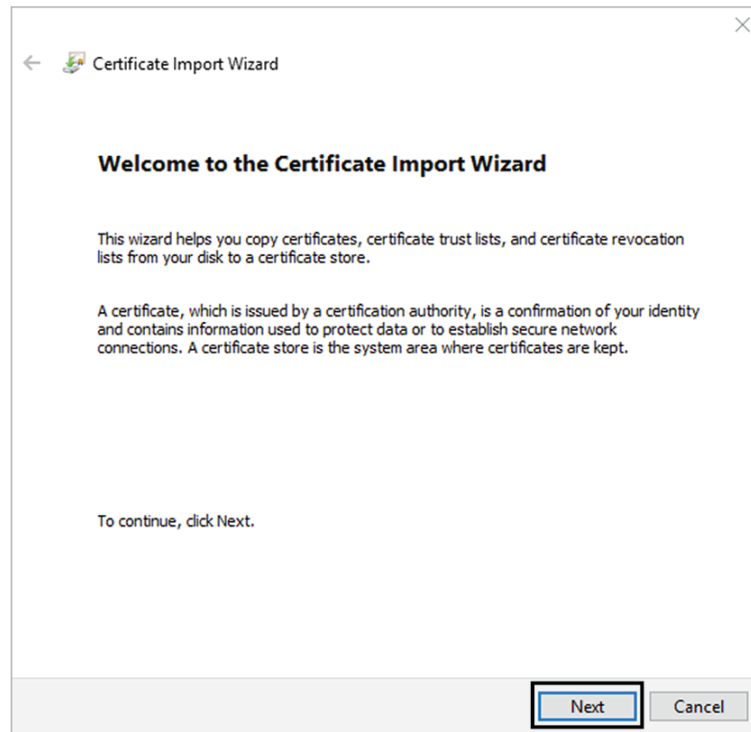 Certificate Import Wizard
Welcome to the Certificate Import Wizard
This wizard helps you copy certificates, certificate trust lists, and certificate revocation
lists from your disk to a certificate store.
A certificate, which is issued by a certification authority, is a confirmation of your identity
and contains information used to protect data or to establish secure network
connections. A certificate store is the system area where certificates are kept.
To continue, click Next.
Next Cancel